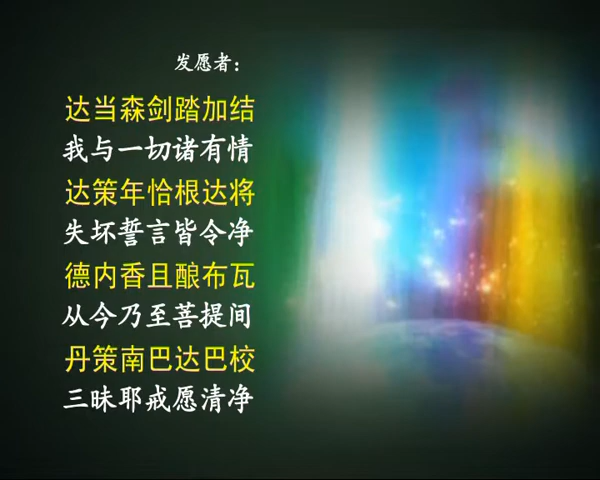 发愿者：
达当森剑踏加结
我与一切诸有情
达策年恰根达将
失坏誓言皆令净
德内香且酿布瓦
从今乃至菩提间
丹策南巴达巴校
三昧耶戒愿清净